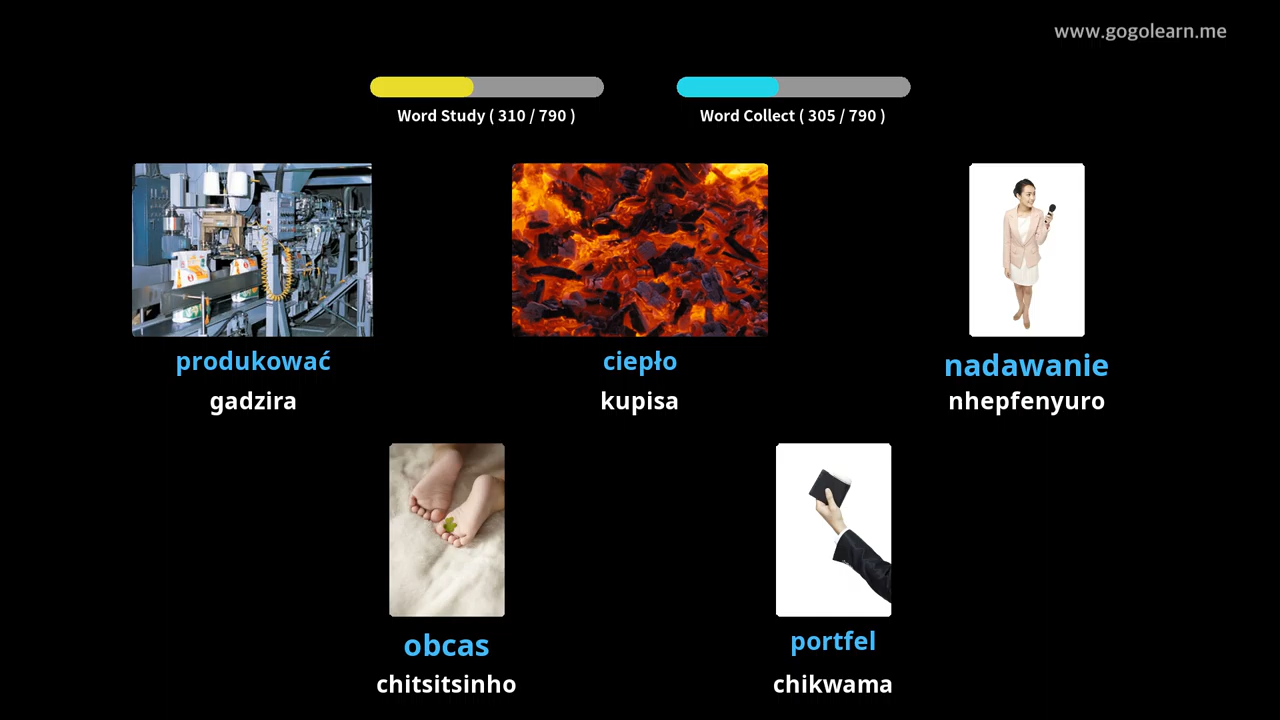 www.gogolearn.me
Word Study ( 310 / 790 )
Word Collect ( 305 / 790 )
produkować
ciepło
nadawanie
gadzira
kupisa
nhepfenyuro
obcas
portfel
chitsitsinho
chikwama